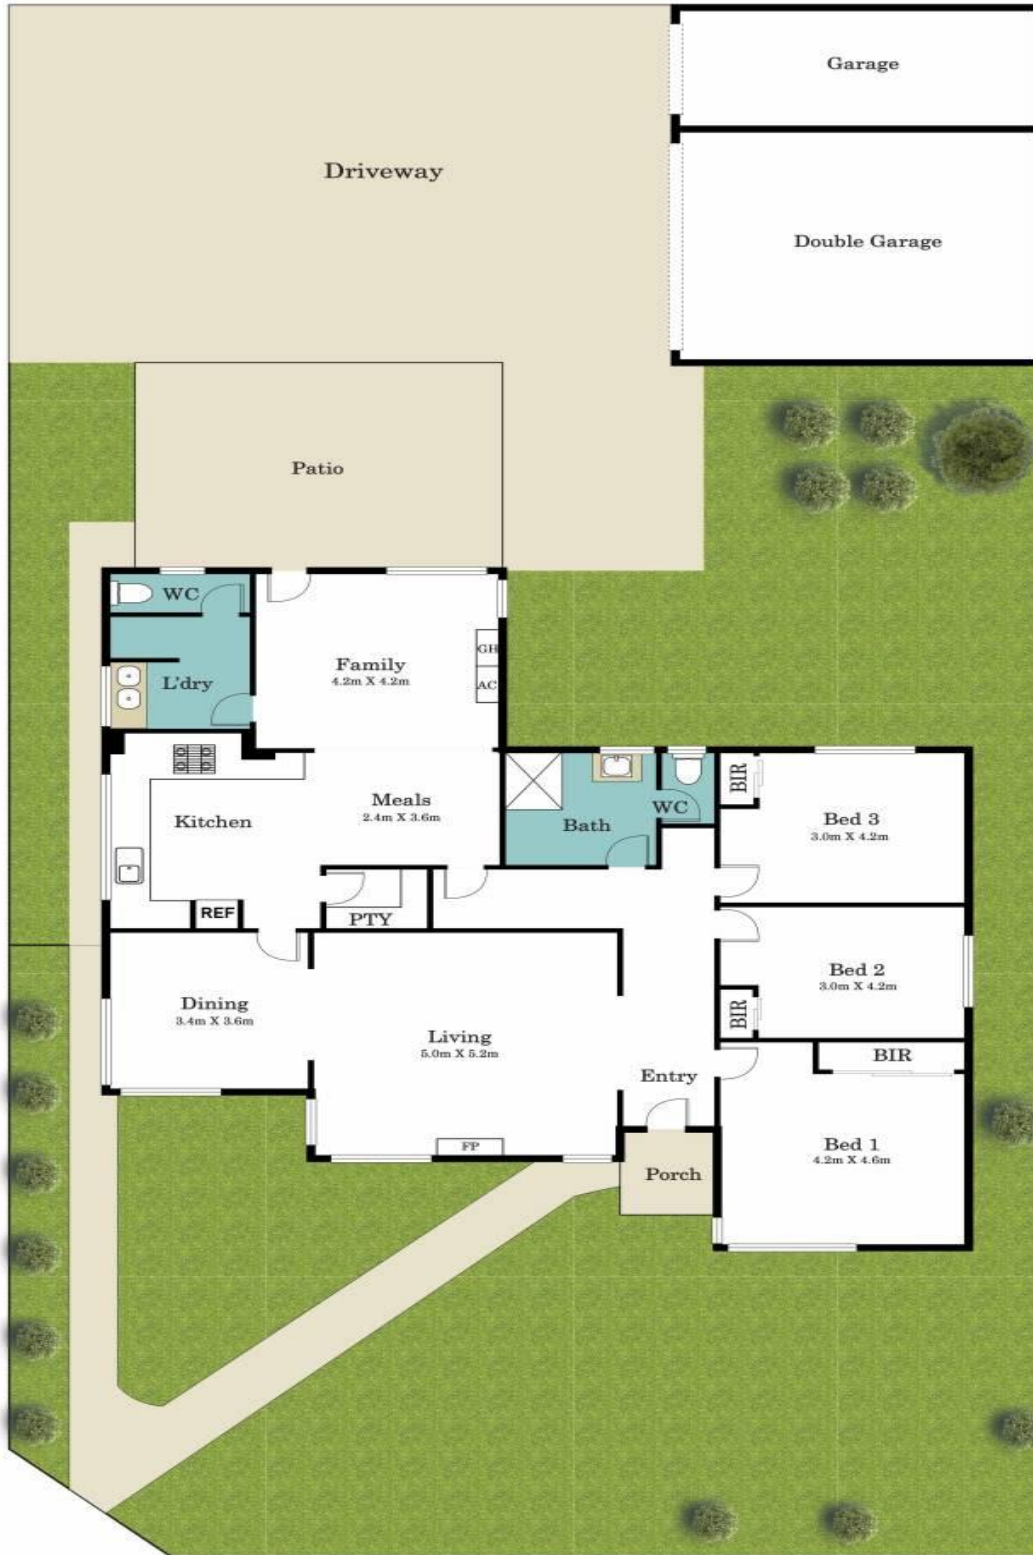 Garage
Driveway
Double Garage
Patio
WC
Family
4.2m X 4.2m
GH
AC
L'dry
Kitchen
Meals
2.4m X 3.6m
Bath
WC
BIR
Bed 3
3.0m X 4.2m
REF
PTY
Dining
3.4m X 3.6m
Living
5.0m X 5.2m
Bed 2
3.0m X 4.2m
BIR
BIR
Entry
FP
Porch
Bed 1
4.2m X 4.6m